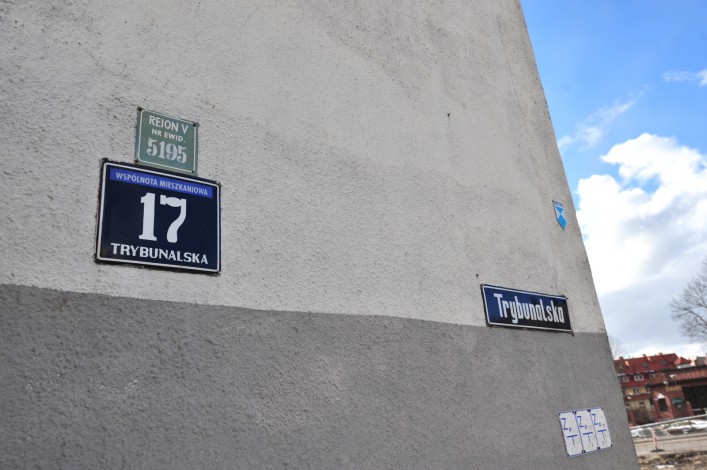 REJON V
NR EWID.
5195
WSPÓLNOTA MIESZKANIOWA
17
TRYBUNALSKA
Trybunalska
Z Z Z